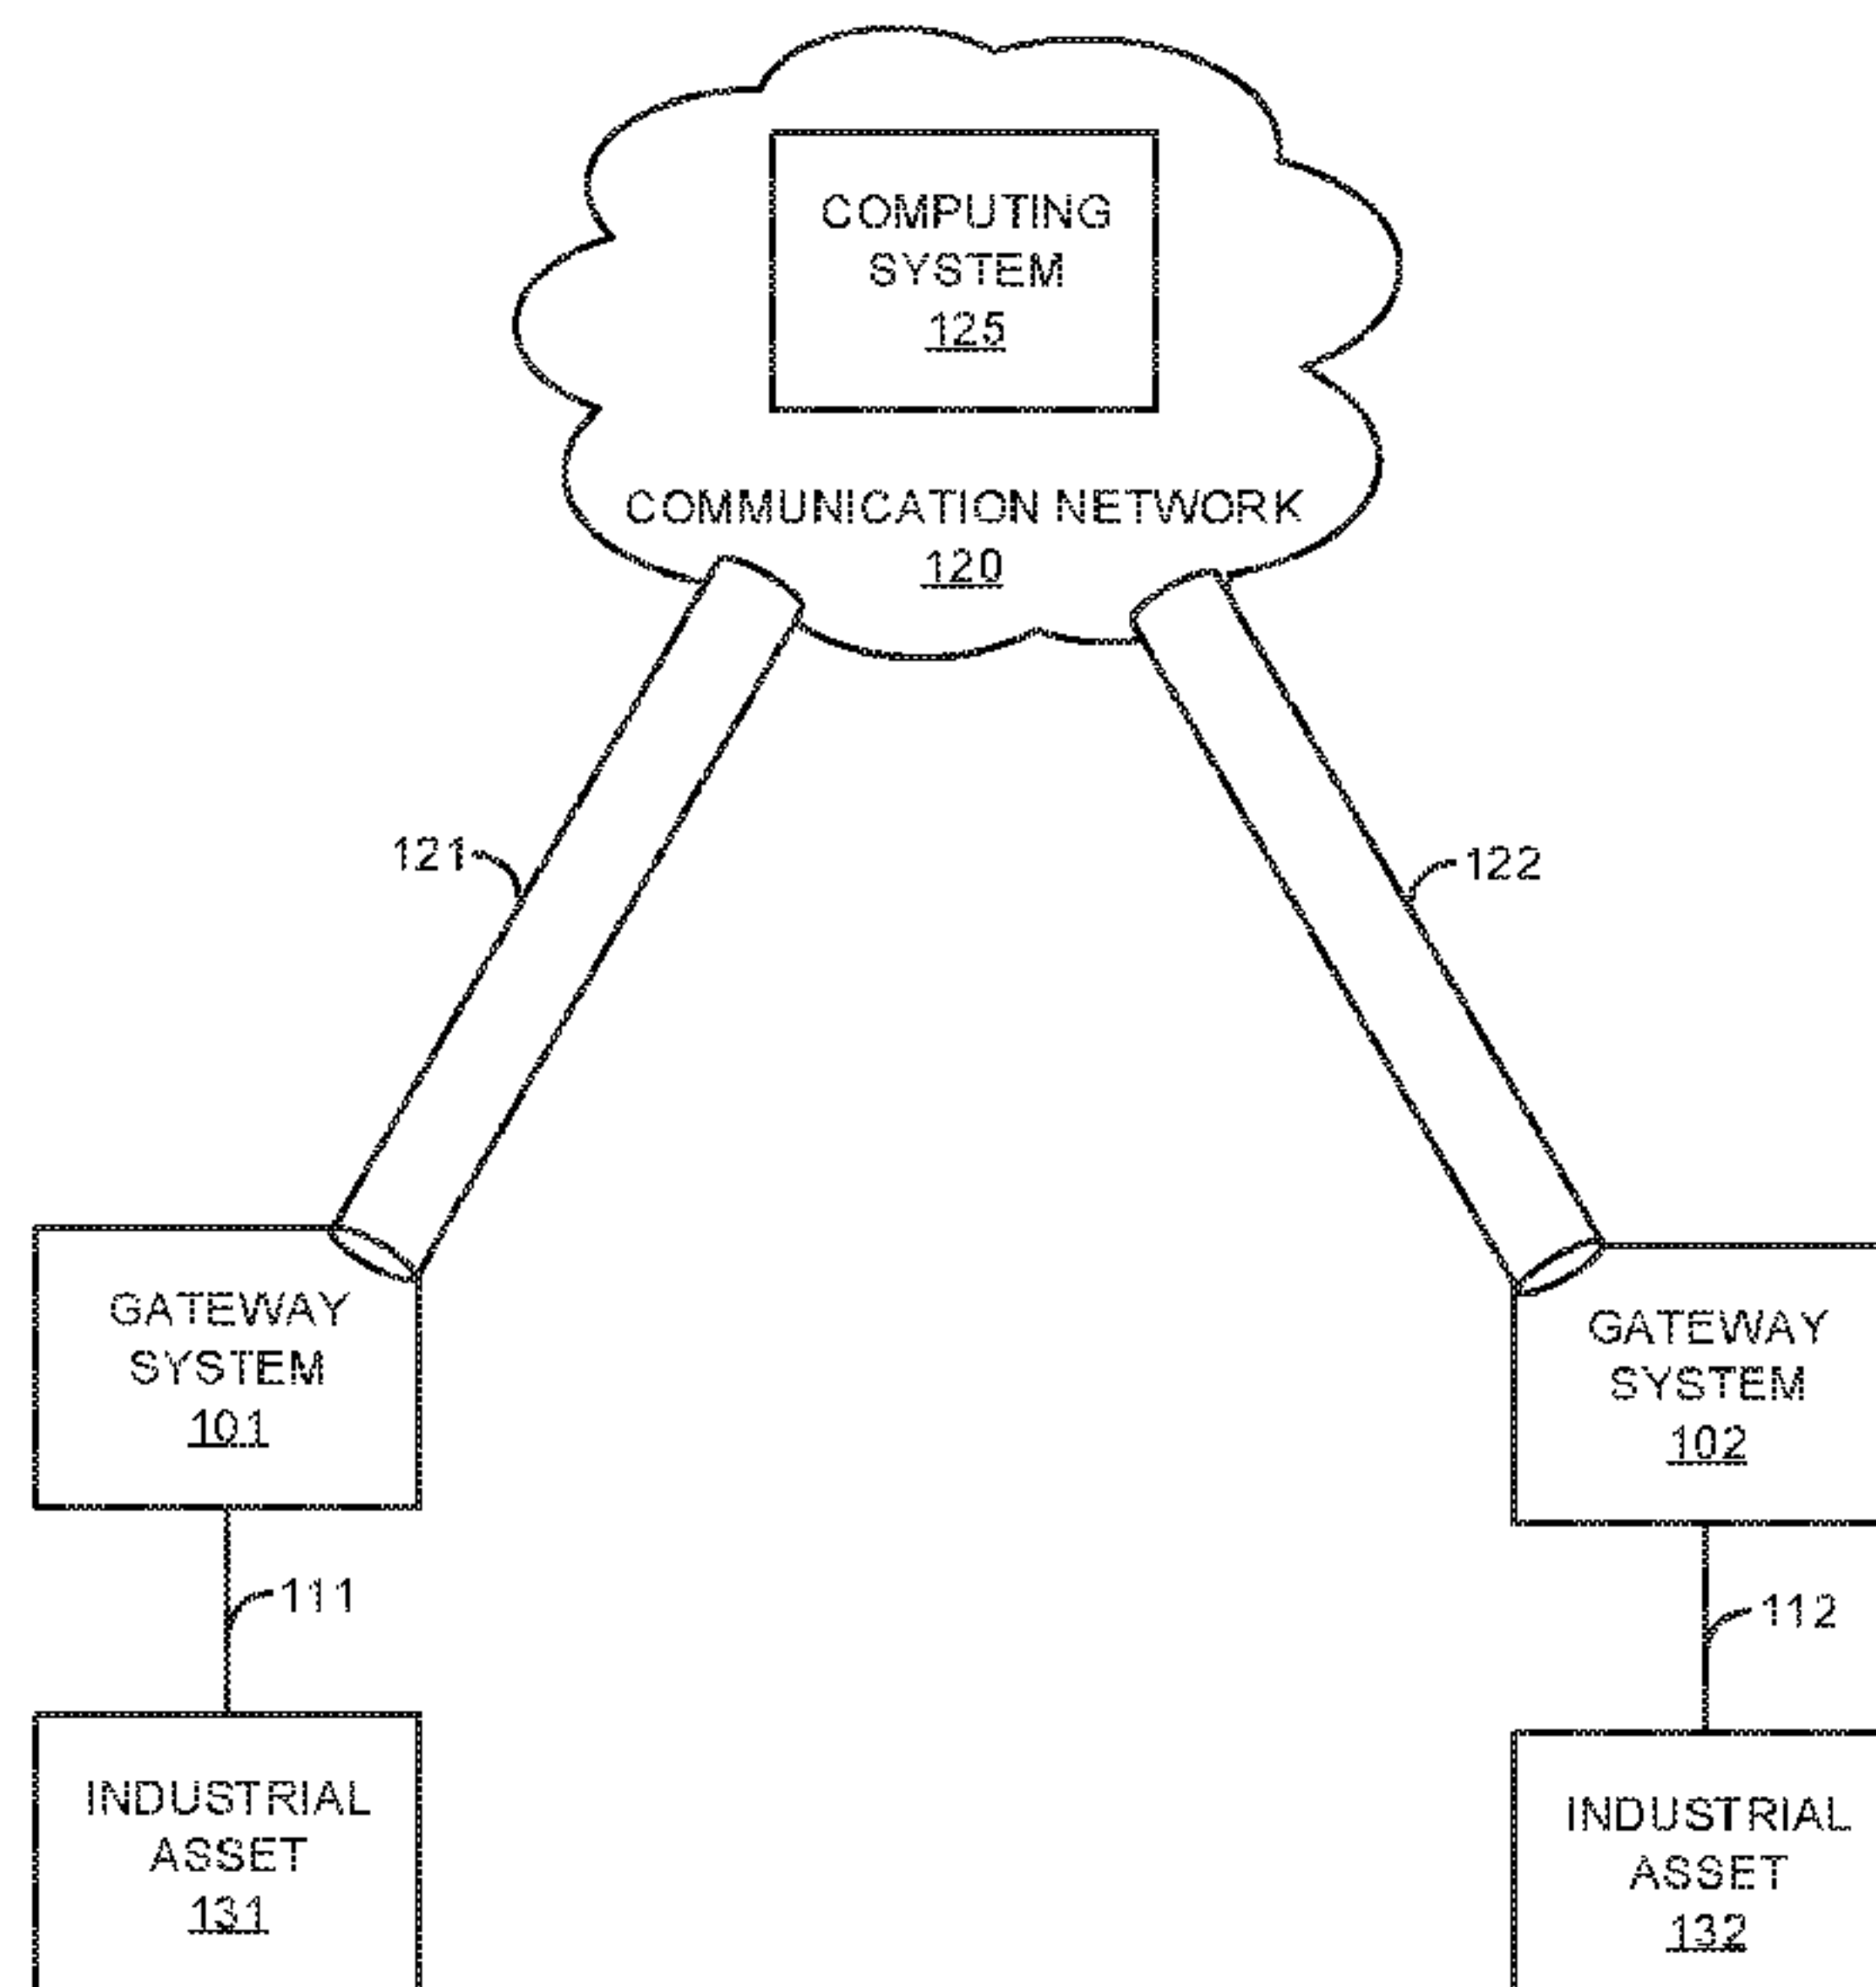 COMPUTING
SYSTEM
125
COMMUNICATION NETWORK
120
121
122
GATEWAY
SYSTEM
101
GATEWAY
SYSTEM
102
111
112
INDUSTRIAL
ASSET
131
INDUSTRIAL
ASSET
132